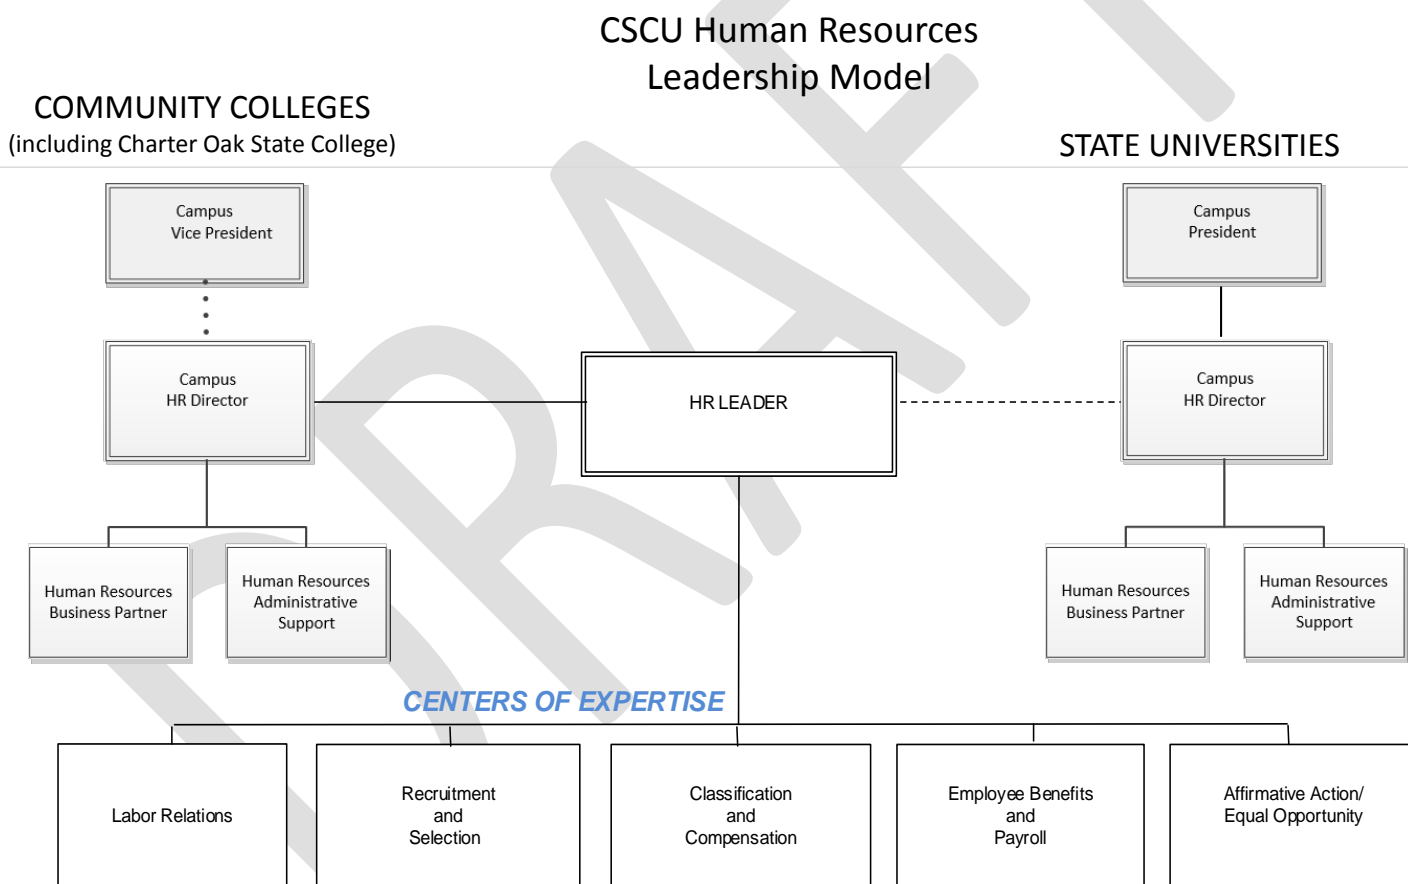 CSCU Human Resources
Leadership Model
COMMUNITY COLLEGES
(including Charter Oak State College)
STATE UNIVERSITIES
Campus
Vice President
Campus
President
Campus
HR Director
HR LEADER
Campus
HR Director
Human Resources
Business Partner
Human Resources
Administrative
Support
Human Resources
Business Partner
Human Resources
Administrative
Support
CENTERS OF EXPERTISE
Labor Relations
Recruitment
and
Selection
Classification
and
Compensation
Employee Benefits
and
Payroll
Affirmative Action/
Equal Opportunity
DRAFT